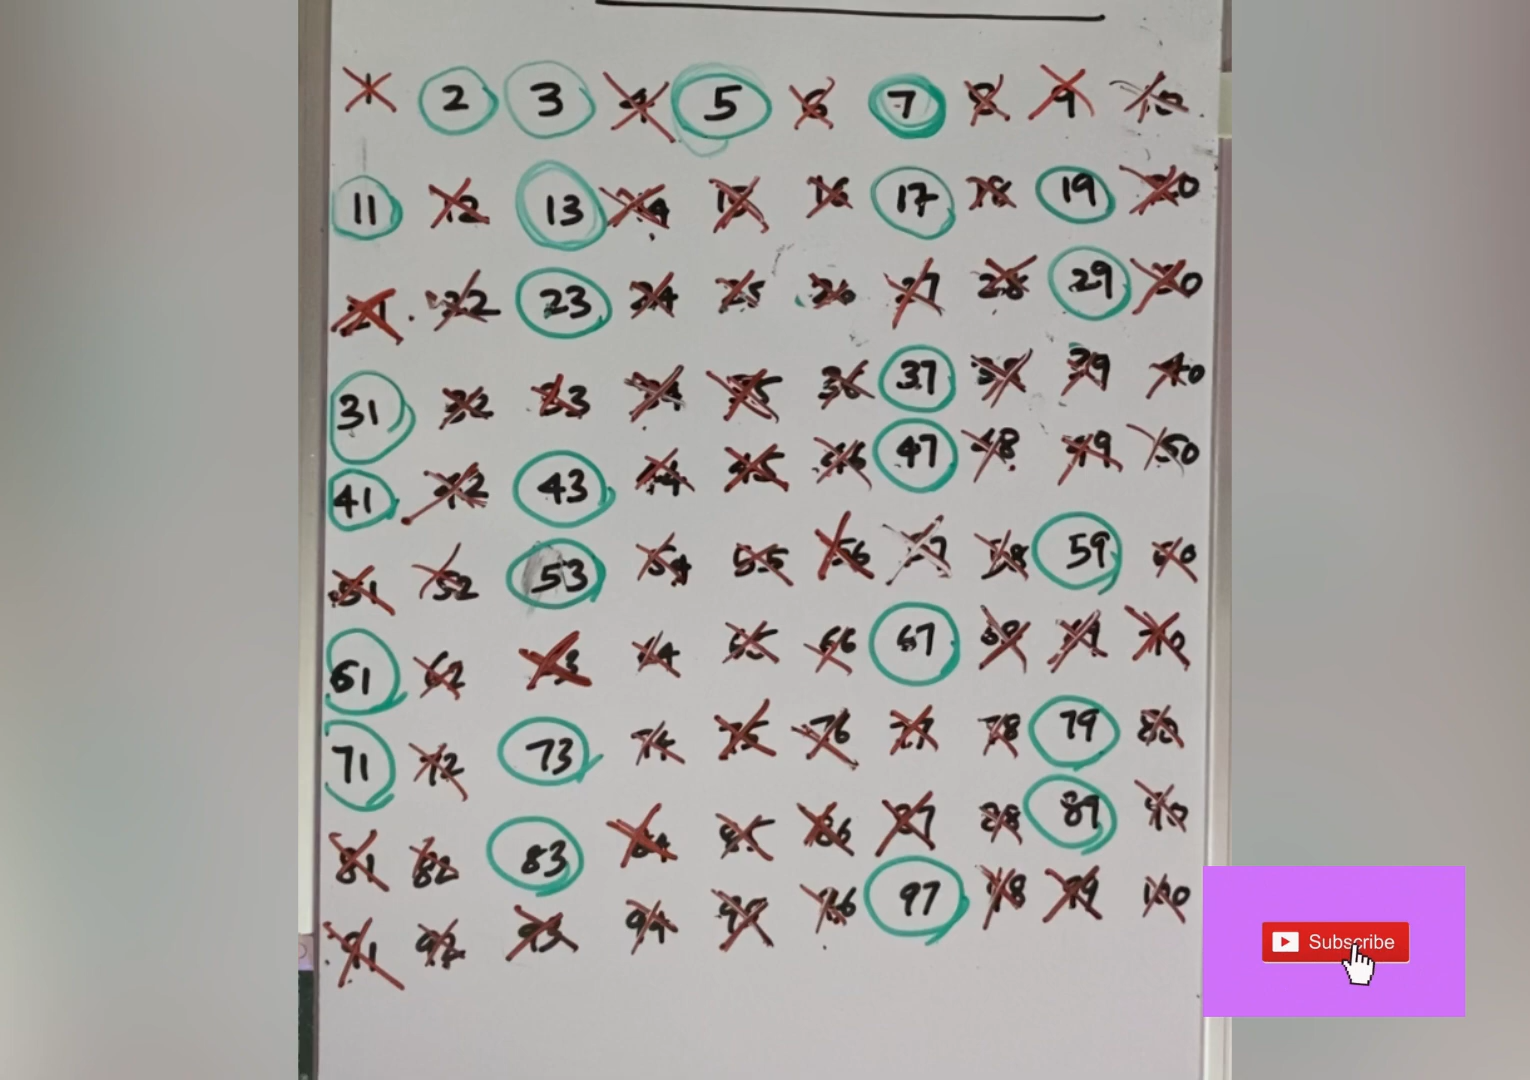 1 2 3 4 5 6 7 8 9 10
11 12 13 14 15 16 17 18 19 20
21 22 23 24 25 26 27 28 29 30
31 32 33 34 35 36 37 38 39 40
41 42 43 44 45 46 47 48 49 50
51 52 53 54 55 56 57 58 59 60
61 62 63 64 65 66 67 68 69 70
71 72 73 74 75 76 77 78 79 80
81 82 83 84 85 86 87 88 89 90
91 92 93 94 95 96 97 98 99 100
Subscribe